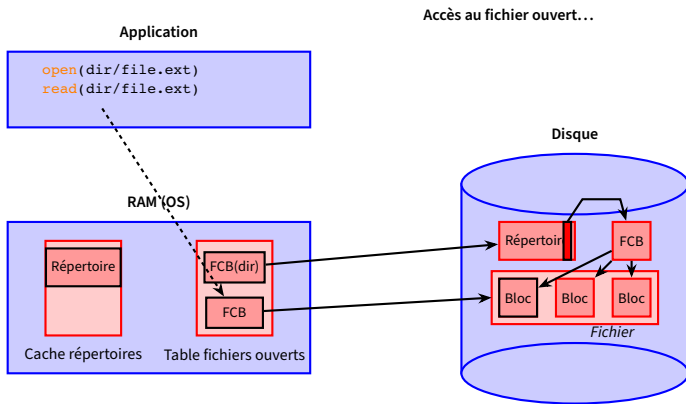 Accès au fichier ouvert…
Application
open(dir/file.ext)
read(dir/file.ext)
Disque
RAM (OS)
Répertoire
FCB(dir)
FCB
Cache répertoires
Table fichiers ouverts
Répertoire
FCB
Bloc
Bloc
Bloc
Fichier